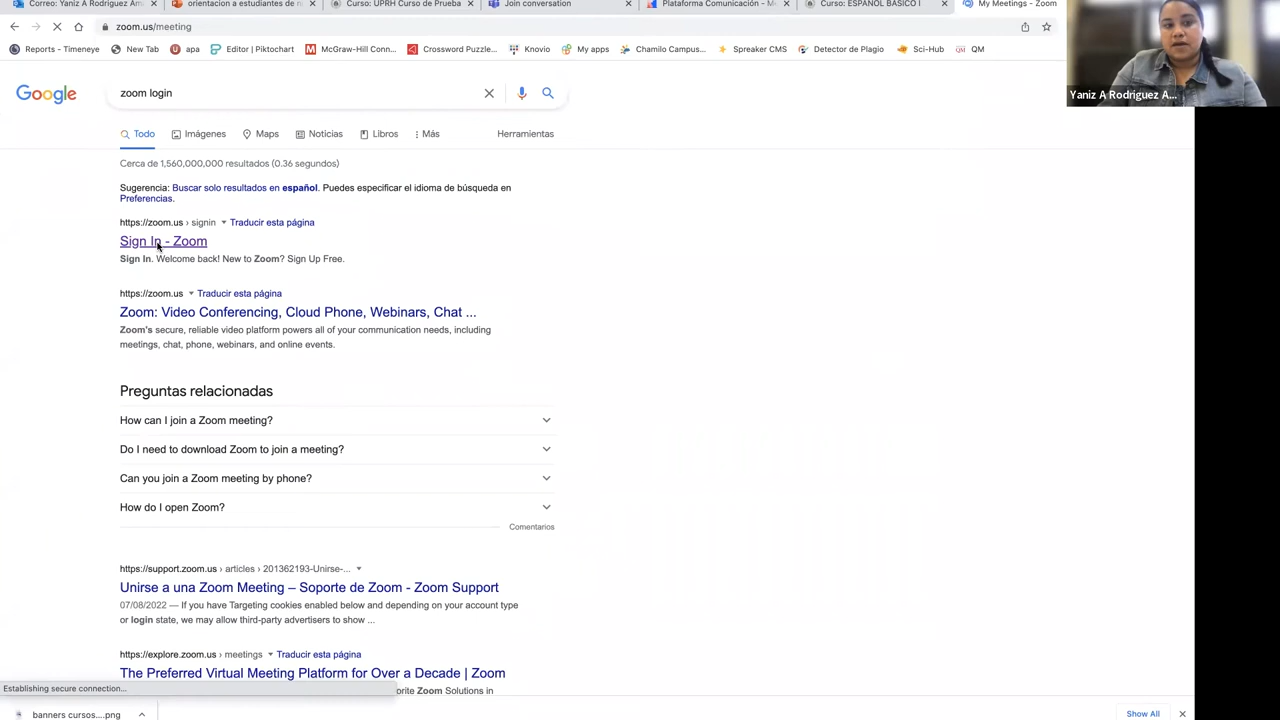 Correo: Yaniz A Rodriguez Am
orientacion a estudiantes de n
Curso: UPRH Curso de Prueba
Join conversation
Plataforma Comunicación - M
Curso: ESPAÑOL BASICO I
My Meetings - Zoom
zoom.us/meeting
Reports - Timeneye
New Tab
apa
Editor | Piktochart
McGraw-Hill Conn...
Crossword Puzzle...
Knovio
My apps
Chamilo Campus...
Spreaker CMS
Detector de Plagio
Sci-Hub
QM
QM
Yaniz A Rodriguez A...
Google
zoom login
Todo
Imágenes
Maps
Noticias
Libros
Más
Herramientas
Cerca de 1,560,000,000 resultados (0.36 segundos)
Sugerencia: Buscar solo resultados en español. Puedes especificar el idioma de búsqueda en
Preferencias.
https://zoom.us › signin Traducir esta página
Sign In - Zoom
Sign In. Welcome back! New to Zoom? Sign Up Free.
https://zoom.us Traducir esta página
Zoom: Video Conferencing, Cloud Phone, Webinars, Chat ...
Zoom's secure, reliable video platform powers all of your communication needs, including
meetings, chat, phone, webinars, and online events.
Preguntas relacionadas
How can I join a Zoom meeting?
Do I need to download Zoom to join a meeting?
Can you join a Zoom meeting by phone?
How do I open Zoom?
Comentarios
https://support.zoom.us › articles › 201362193-Unirse-...
Unirse a una Zoom Meeting – Soporte de Zoom - Zoom Support
07/08/2022 — If you have Targeting cookies enabled below and depending on your account type
or login state, we may allow third-party advertisers to show ...
https://explore.zoom.us › meetings Traducir esta página
The Preferred Virtual Meeting Platform for Over a Decade | Zoom
Establishing secure connection...
orite Zoom Solutions in
banners cursos....png
Show All